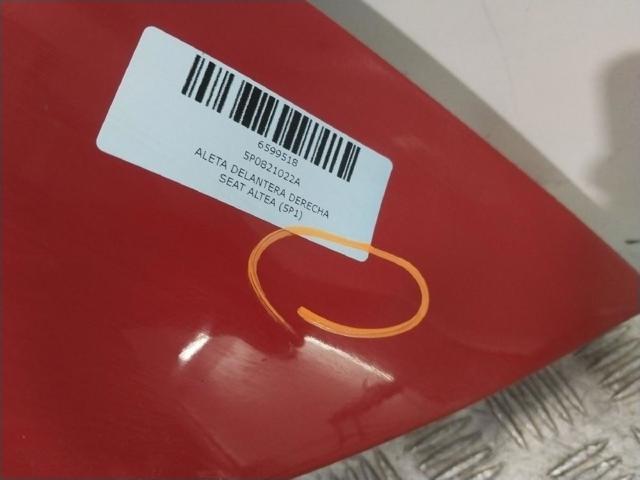 6599518
5P0821022A
ALETA DELANTERA DERECHA
SEAT ALTEA (5P1)